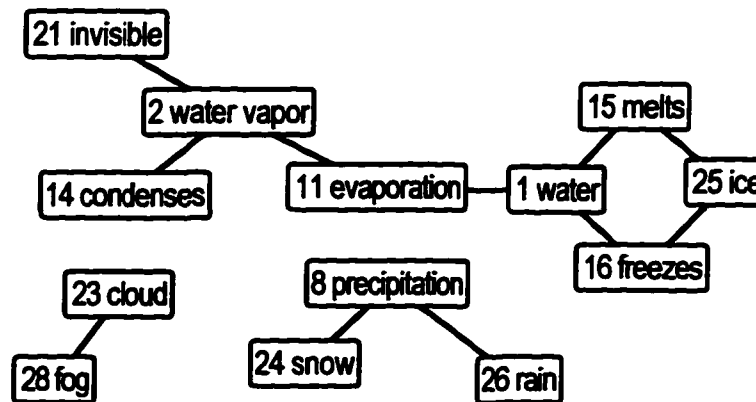 21 invisible
2 water vapor
15 melts
14 condenses
11 evaporation
1 water
25 ice
16 freezes
23 cloud
8 precipitation
28 fog
24 snow
26 rain